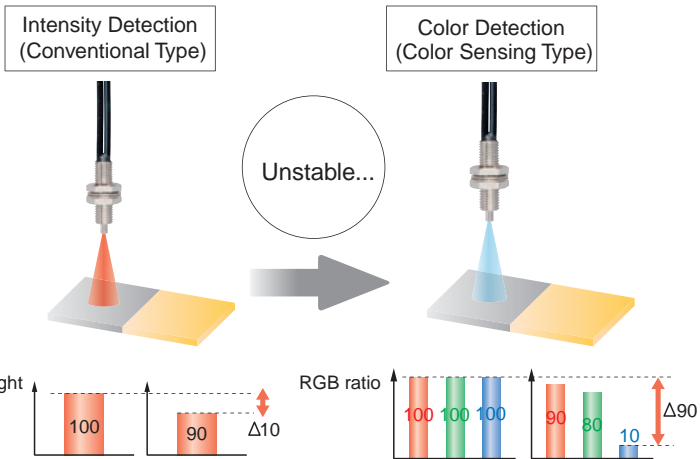 Intensity Detection
(Conventional Type)
Color Detection
(Color Sensing Type)
Unstable...
ght
100
90
Δ10
RGB ratio
100 100 100
90
80
10
Δ90